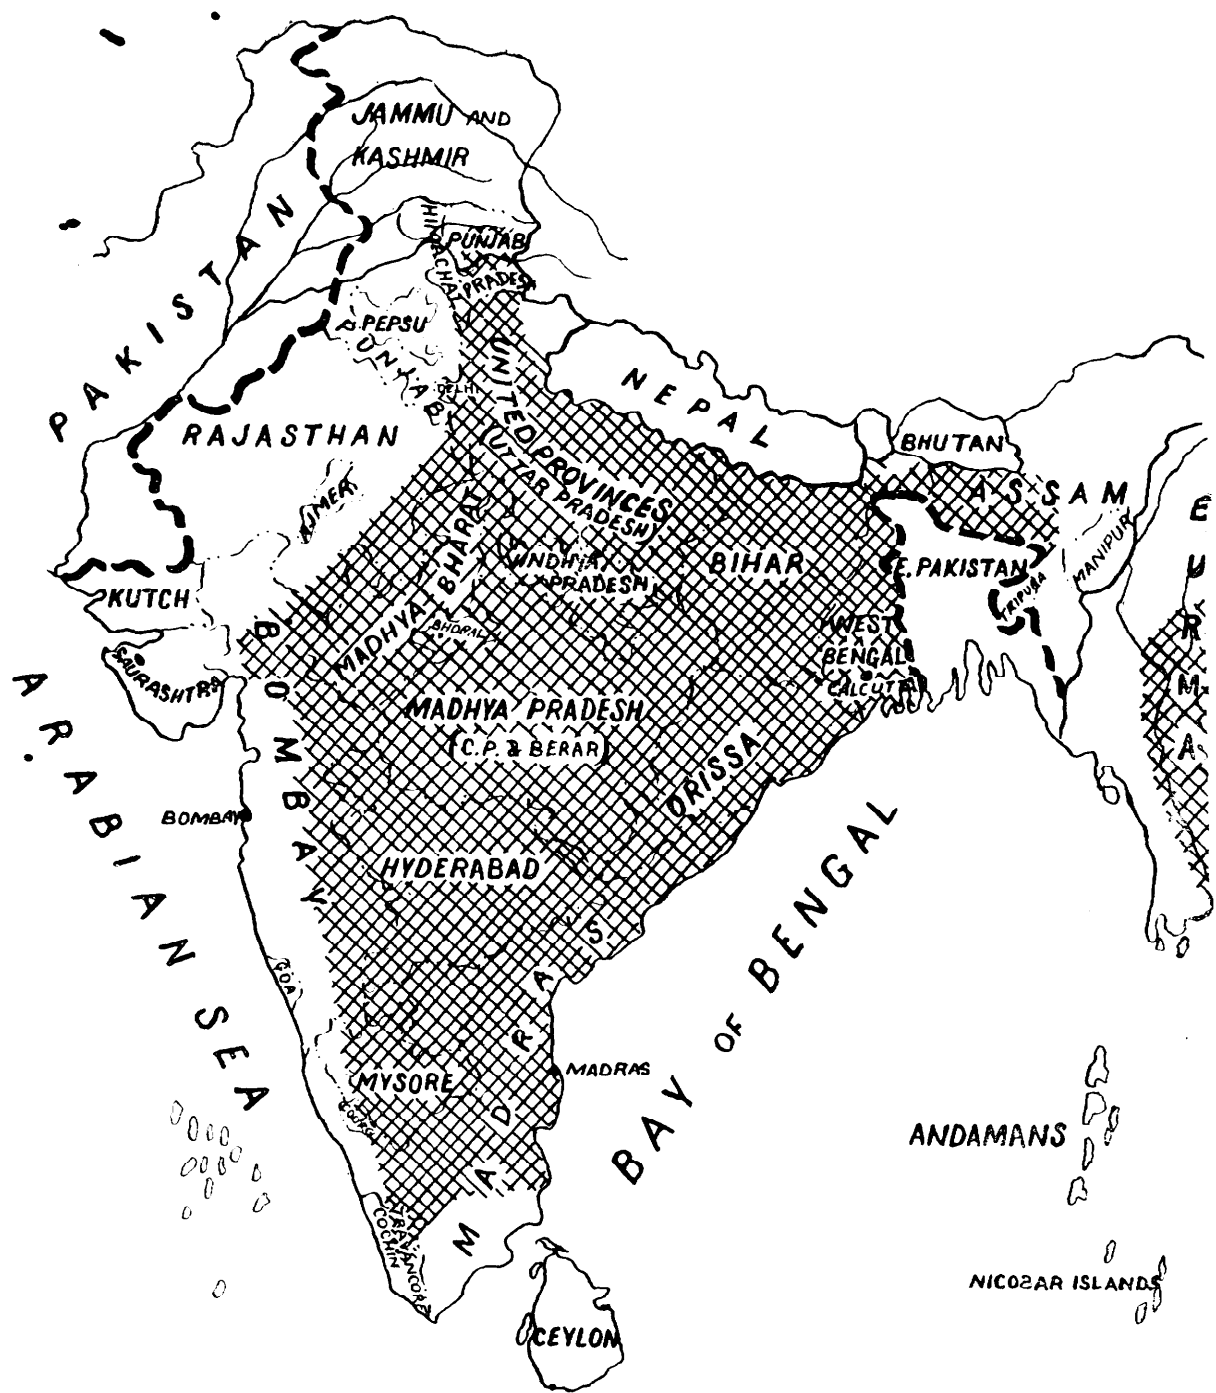 JAMMU AND
KASHMIR
PAKISTAN
HIMACHAL
PUNJAB
PRADESH
PEPSU
PUNJAB
DELHI
UNITED PROVINCES
(UTTAR PRADESH)
NEPAL
BHUTAN
RAJASTHAN
AJMER
ASSAM
MANIPUR
BURMA
E. PAKISTAN
TRIPURA
BIHAR
VINDHYA
PRADESH
MADHYA BHARAT
BHOPAL
KUTCH
SAURASHTRA
WEST
BENGAL
CALCUTTA
MADHYA PRADESH
(C.P. & BERAR)
ORISSA
BOMBAY
BOMBAY
ARABIAN SEA
HYDERABAD
GOA
MADRAS
MADRAS
MYSORE
COORG
BAY OF BENGAL
TRAVANCORE
COCHIN
ANDAMANS
NICOBAR ISLANDS
CEYLON